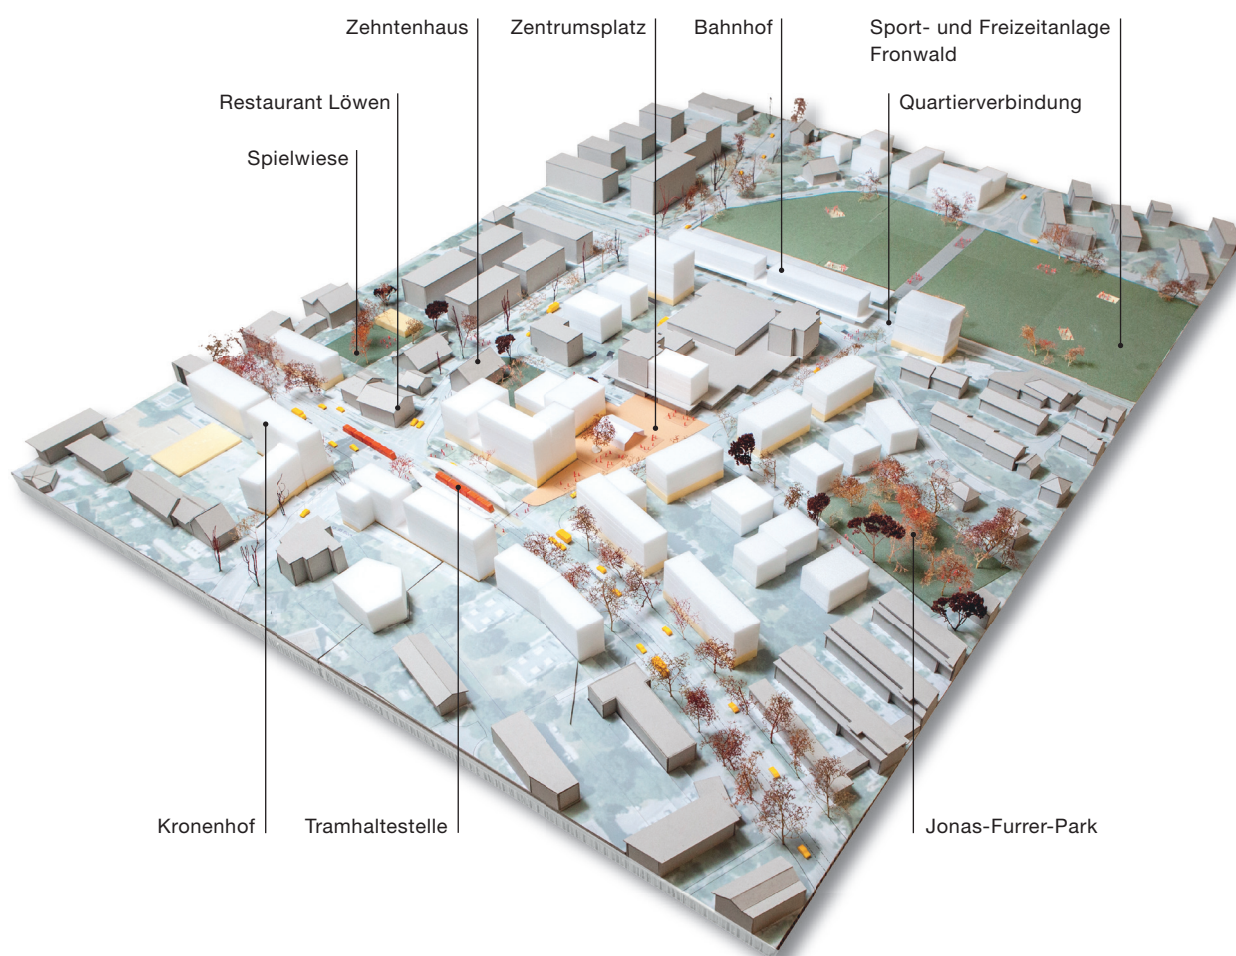 Zehntenhaus
Zentrumsplatz
Bahnhof
Sport- und Freizeitanlage
Fronwald
Restaurant Löwen
Quartierverbindung
Spielwiese
Kronenhof
Tramhaltestelle
Jonas-Furrer-Park